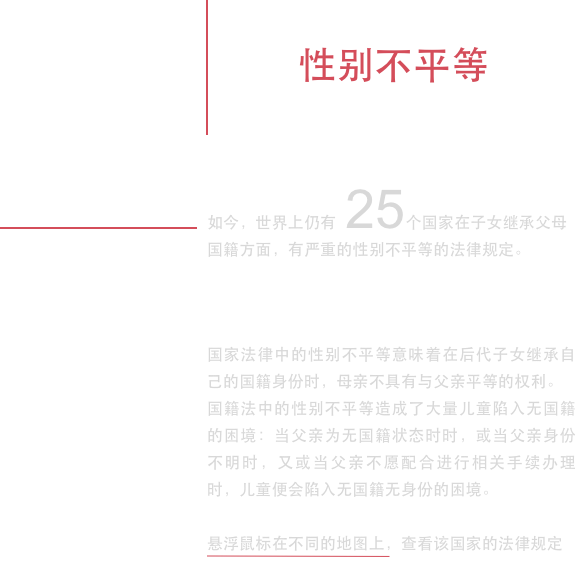 性别不平等
如今，世界上仍有 25个国家在子女继承父母
国籍方面，有严重的性别不平等的法律规定。
国家法律中的性别不平等意味着在后代子女继承自
己的国籍身份时，母亲不具有与父亲平等的权利。
国籍法中的性别不平等造成了大量儿童陷入无国籍
的困境：当父亲为无国籍状态时时，或当父亲身份
不明时，又或当父亲不愿配合进行相关手续办理
时，儿童便会陷入无国籍无身份的困境。
悬浮鼠标在不同的地图上，查看该国家的法律规定